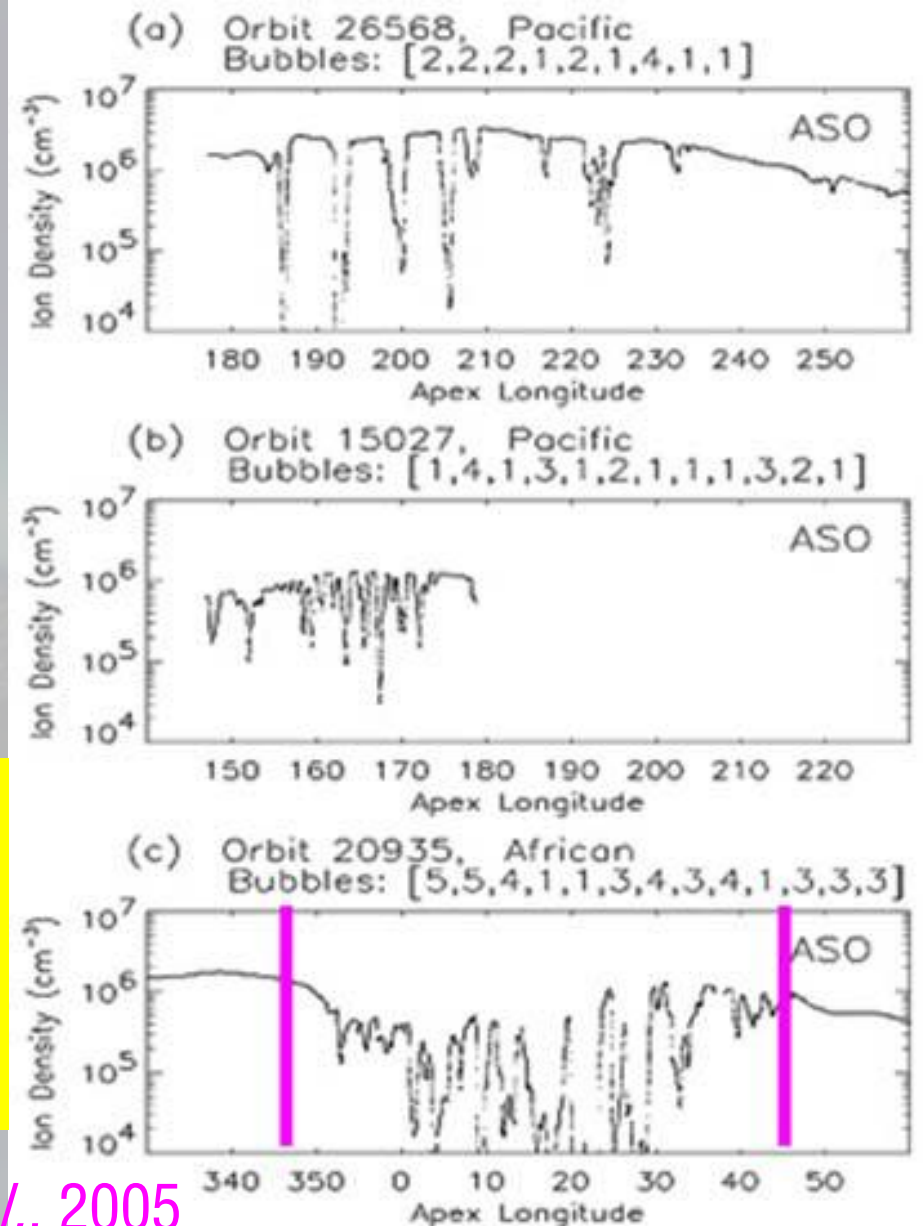 (a) Orbit 26568, Pacific
Bubbles: [2,2,2,1,2,1,4,1,1]
ASO
Ion Density (cm⁻³)
10⁷
10⁶
10⁵
10⁴
180 190 200 210 220 230 240 250
Apex Longitude
(b) Orbit 15027, Pacific
Bubbles: [1,4,1,3,1,2,1,1,1,3,2,1]
ASO
Ion Density (cm⁻³)
10⁷
10⁶
10⁵
10⁴
150 160 170 180 190 200 210 220
Apex Longitude
(c) Orbit 20935, African
Bubbles: [5,5,4,1,1,3,4,3,4,1,3,3,3]
ASO
Ion Density (cm⁻³)
10⁷
10⁶
10⁵
10⁴
340 350 0 10 20 30 40 50
Apex Longitude
2005